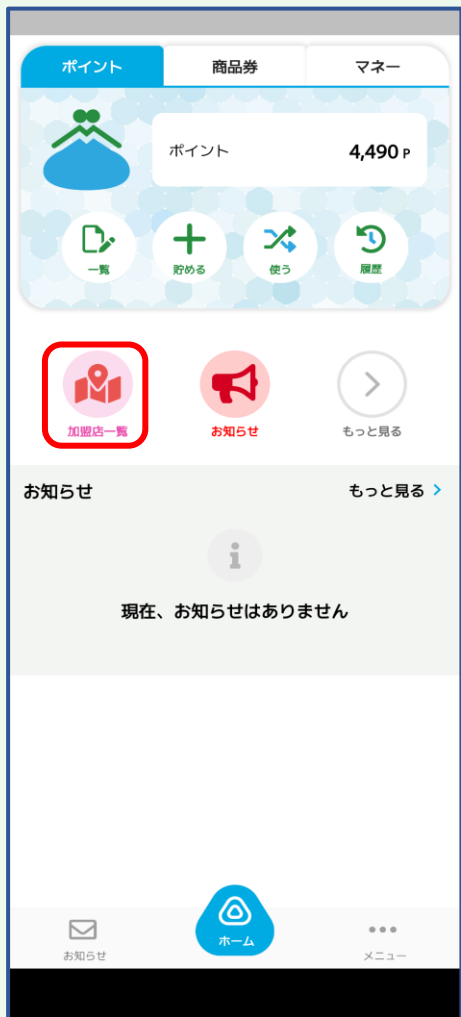 ポイント 商品券 マネー
ポイント 4,490 P
一覧 貯める 使う 履歴
加盟店一覧 お知らせ もっと見る
お知らせ もっと見る
現在、お知らせはありません
お知らせ ホーム メニュー